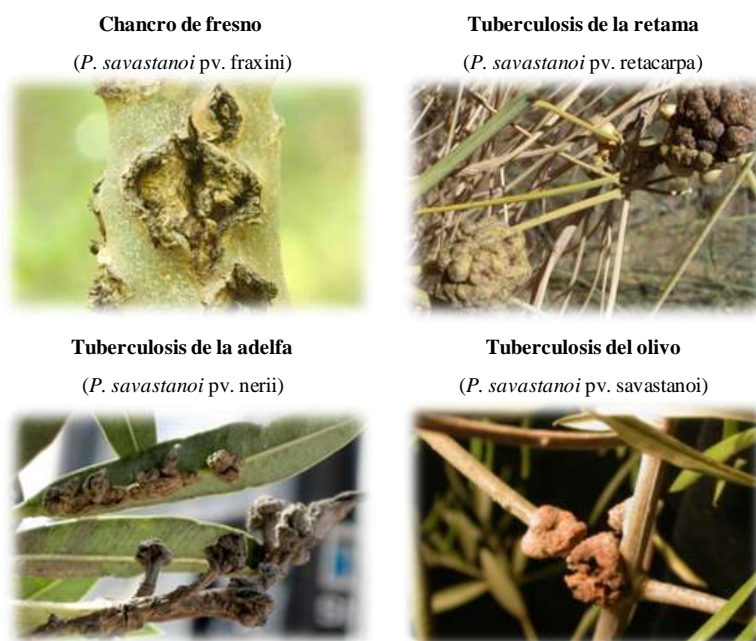 Chancro de fresno
(P. savastanoi pv. fraxini)
Tuberculosis de la retama
(P. savastanoi pv. retacarpa)
Tuberculosis de la adelfa
(P. savastanoi pv. nerii)
Tuberculosis del olivo
(P. savastanoi pv. savastanoi)